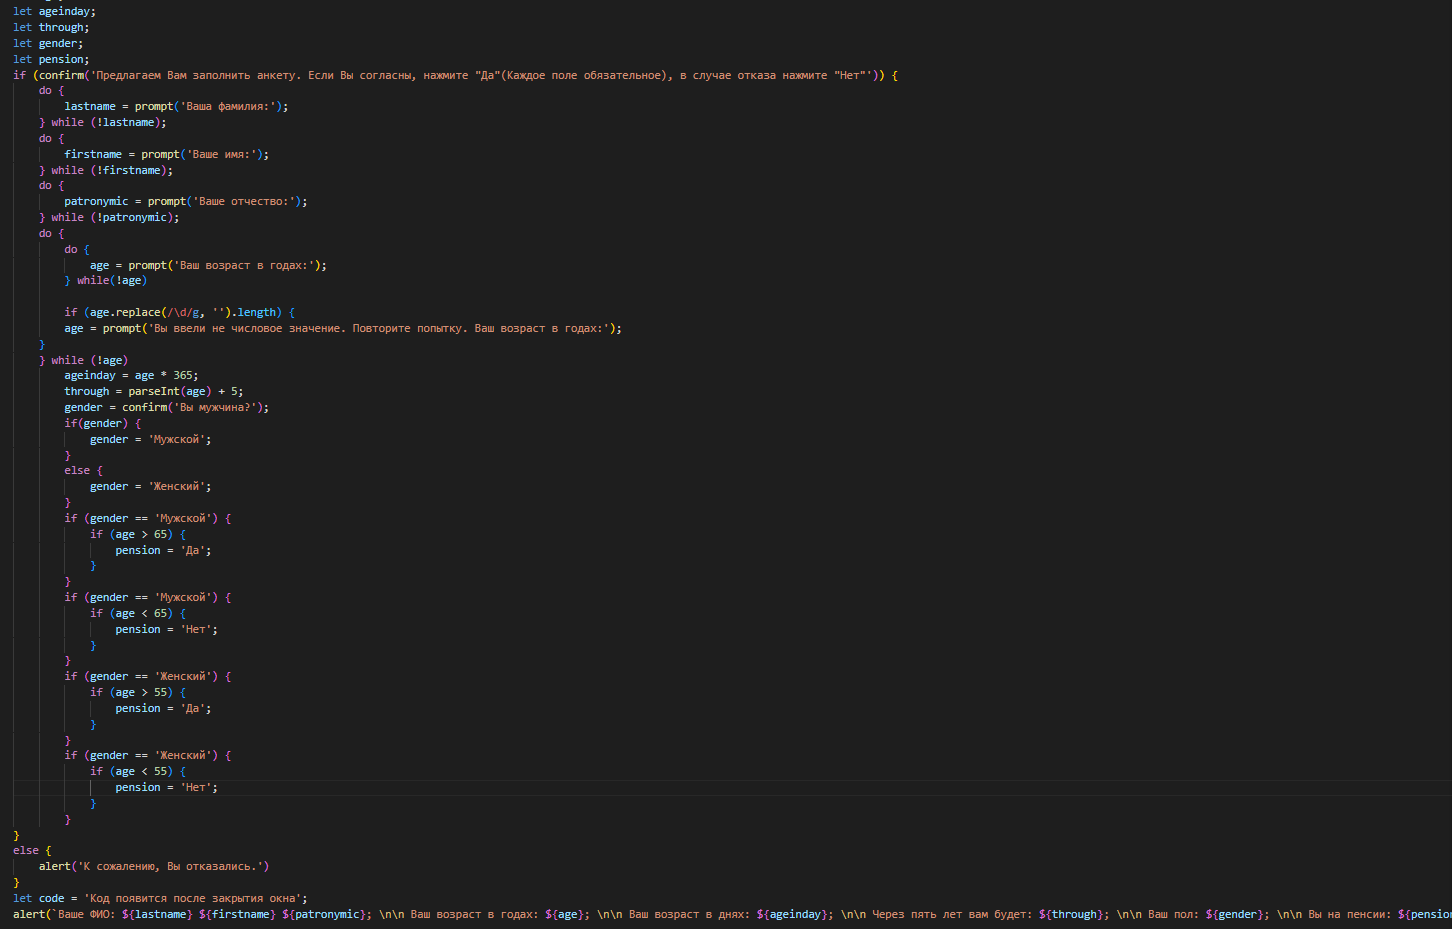 let ageinday;
let through;
let gender;
let pension;
if (confirm('Предлагаем Вам заполнить анкету. Если Вы согласны, нажмите "Да"(Каждое поле обязательное), в случае отказа нажмите "Нет"')) {
do {
lastname = prompt('Ваша фамилия:');
} while (!lastname);
do {
firstname = prompt('Ваше имя:');
} while (!firstname);
do {
patronymic = prompt('Ваше отчество:');
} while (!patronymic);
do {
do {
age = prompt('Ваш возраст в годах:');
} while(!age)
if (age.replace(/\d/g, '').length) {
age = prompt('Вы ввели не числовое значение. Повторите попытку. Ваш возраст в годах:');
}
} while (!age)
ageinday = age * 365;
through = parseInt(age) + 5;
gender = confirm('Вы мужчина?');
if(gender) {
gender = 'Мужской';
}
else {
gender = 'Женский';
}
if (gender == 'Мужской') {
if (age > 65) {
pension = 'Да';
}
}
if (gender == 'Мужской') {
if (age < 65) {
pension = 'Нет';
}
}
if (gender == 'Женский') {
if (age > 55) {
pension = 'Да';
}
}
if (gender == 'Женский') {
if (age < 55) {
pension = 'Нет';
}
}
}
else {
alert('К сожалению, Вы отказались.')
}
let code = 'Код появится после закрытия окна';
alert(`Ваше ФИО: ${lastname} ${firstname} ${patronymic}; \n\n Ваш возраст в годах: ${age}; \n\n Ваш возраст в днях: ${ageinday}; \n\n Через пять лет вам будет: ${through}; \n\n Ваш пол: ${gender}; \n\n Вы на пенсии: ${pensio